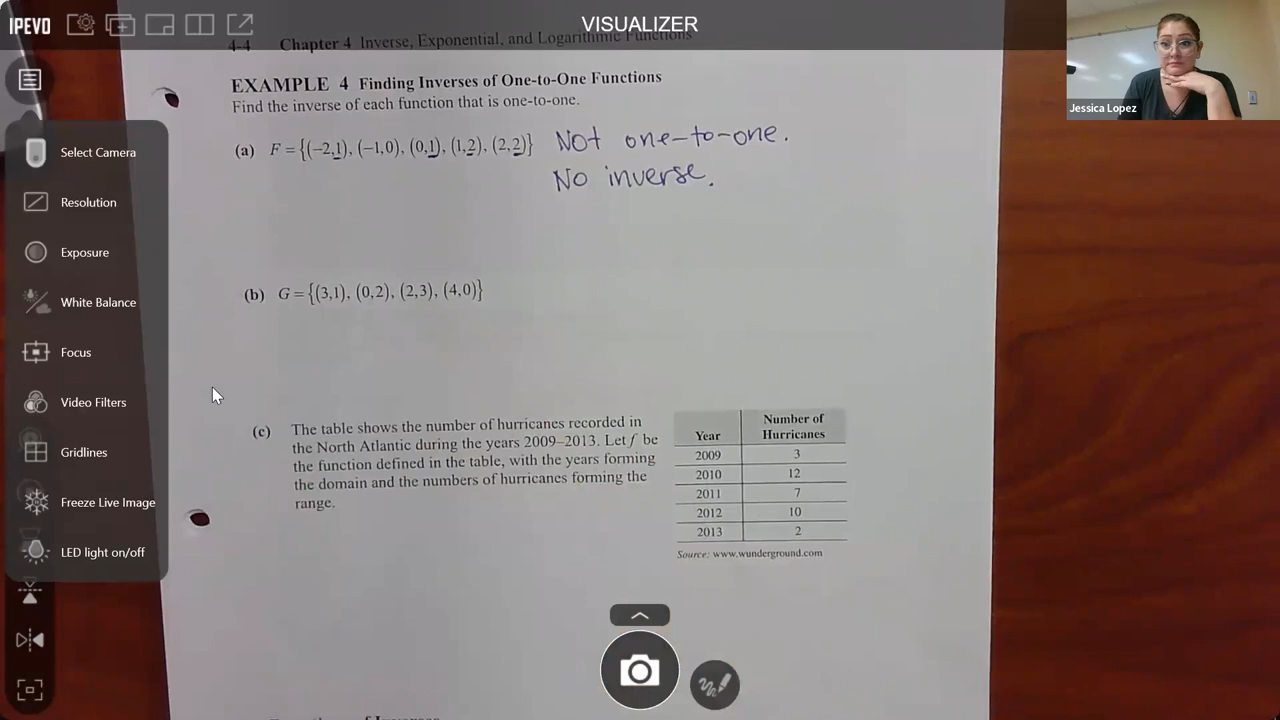 IPEVO
VISUALIZER
Jessica Lopez
Select Camera
Resolution
Exposure
White Balance
Focus
Video Filters
Gridlines
Freeze Live Image
LED light on/off
4-4 Chapter 4 Inverse, Exponential, and Logarithmic Functions
EXAMPLE 4 Finding Inverses of One-to-One Functions
Find the inverse of each function that is one-to-one.
(a) F = {(−2,1), (−1,0), (0,1), (1,2), (2,2)} Not one-to-one.
No inverse.
(b) G = {(3,1), (0,2), (2,3), (4,0)}
(c) The table shows the number of hurricanes recorded in
the North Atlantic during the years 2009–2013. Let f be
the function defined in the table, with the years forming
the domain and the numbers of hurricanes forming the
range.
Year Number of
Hurricanes
2009 3
2010 12
2011 7
2012 10
2013 2
Source: www.wunderground.com